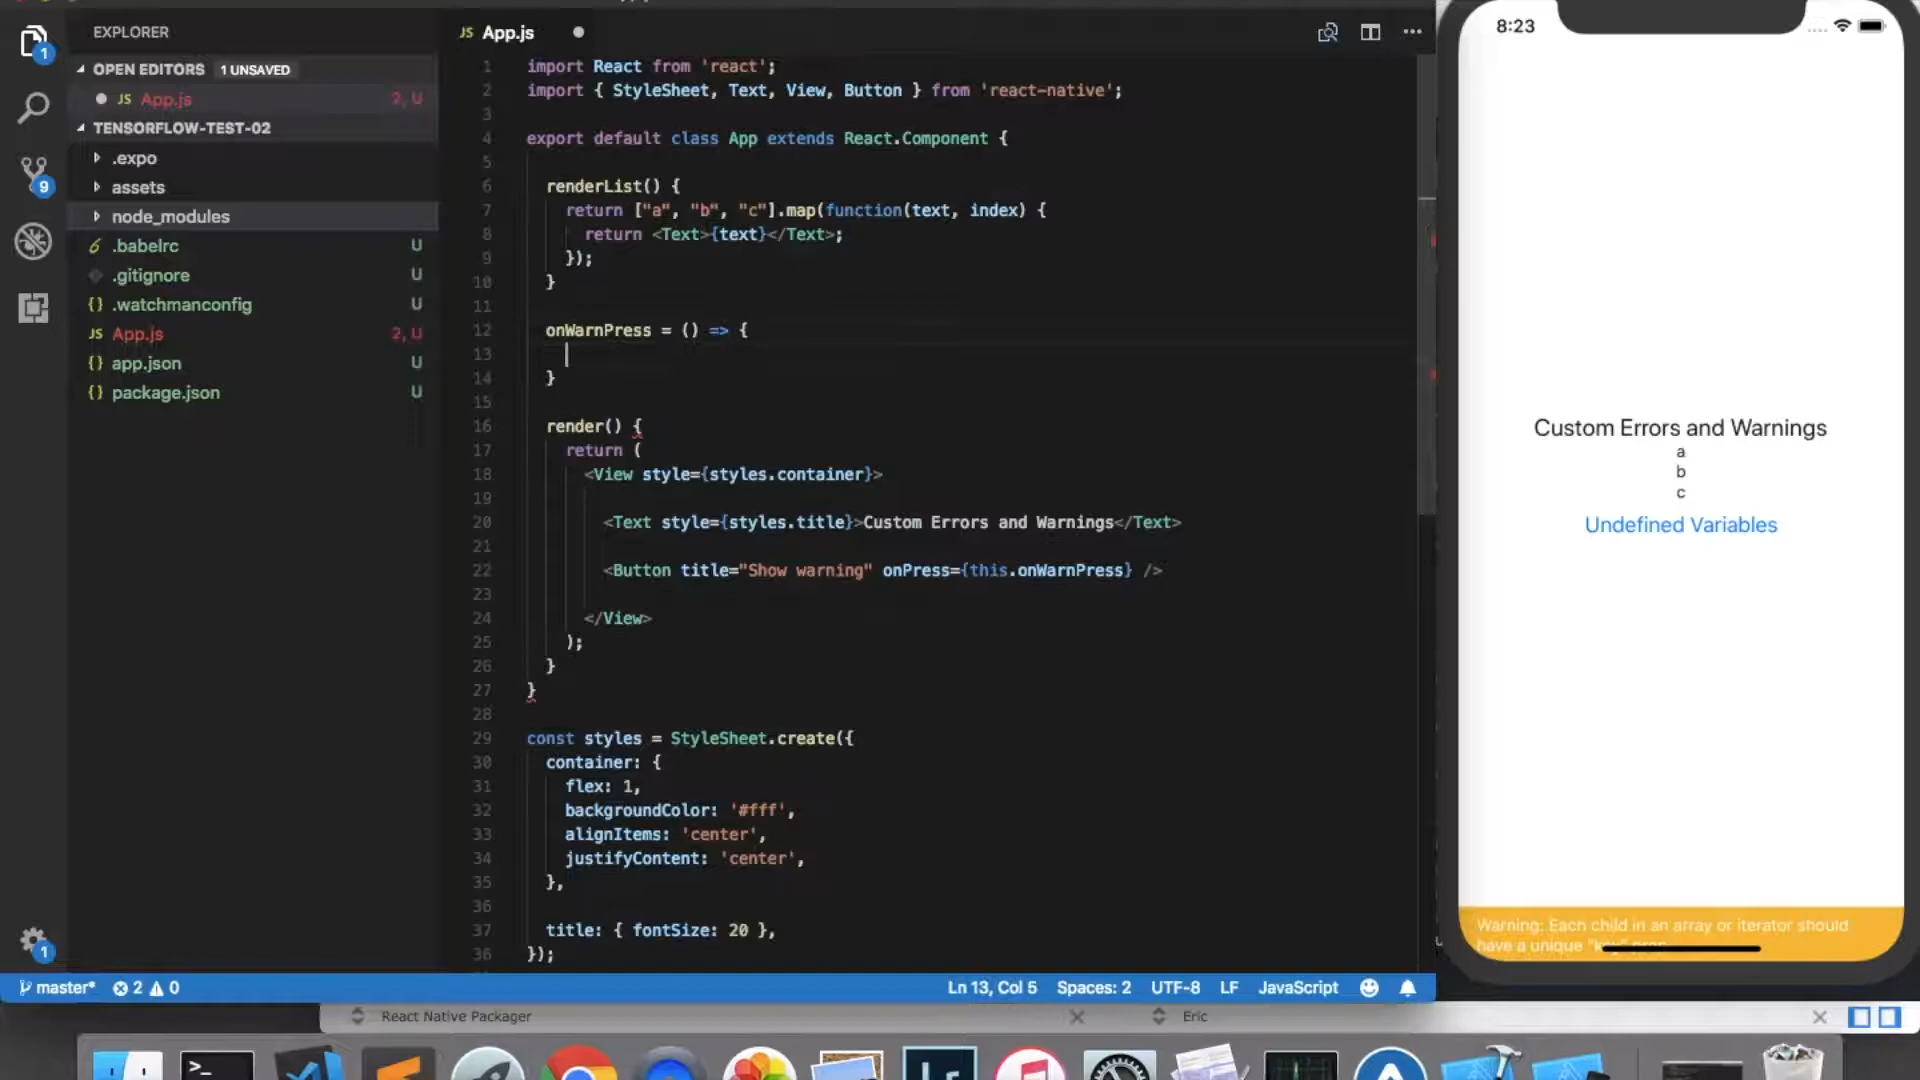 EXPLORER
OPEN EDITORS 1 UNSAVED
JS App.js 2, U
TENSORFLOW-TEST-02
.expo
assets
node_modules
.babelrc U
.gitignore U
{} .watchmanconfig U
JS App.js 2, U
{} app.json U
{} package.json U
1
9
1
JS App.js
1 import React from 'react';
2 import { StyleSheet, Text, View, Button } from 'react-native';
3
4 export default class App extends React.Component {
5
6 renderList() {
7 return ["a", "b", "c"].map(function(text, index) {
8 return <Text>{text}</Text>;
9 });
10 }
11
12 onWarnPress = () => {
13
14 }
15
16 render() {
17 return (
18 <View style={styles.container}>
19
20 <Text style={styles.title}>Custom Errors and Warnings</Text>
21
22 <Button title="Show warning" onPress={this.onWarnPress} />
23
24 </View>
25 );
26 }
27 }
28
29 const styles = StyleSheet.create({
30 container: {
31 flex: 1,
32 backgroundColor: '#fff',
33 alignItems: 'center',
34 justifyContent: 'center',
35 },
36
37 title: { fontSize: 20 },
36 });
master* 2 0
Ln 13, Col 5 Spaces: 2 UTF-8 LF JavaScript
8:23
Custom Errors and Warnings
a
b
c
Undefined Variables
Warning: Each child in an array or iterator should
have a unique
React Native Packager
Eric
>_
Lr